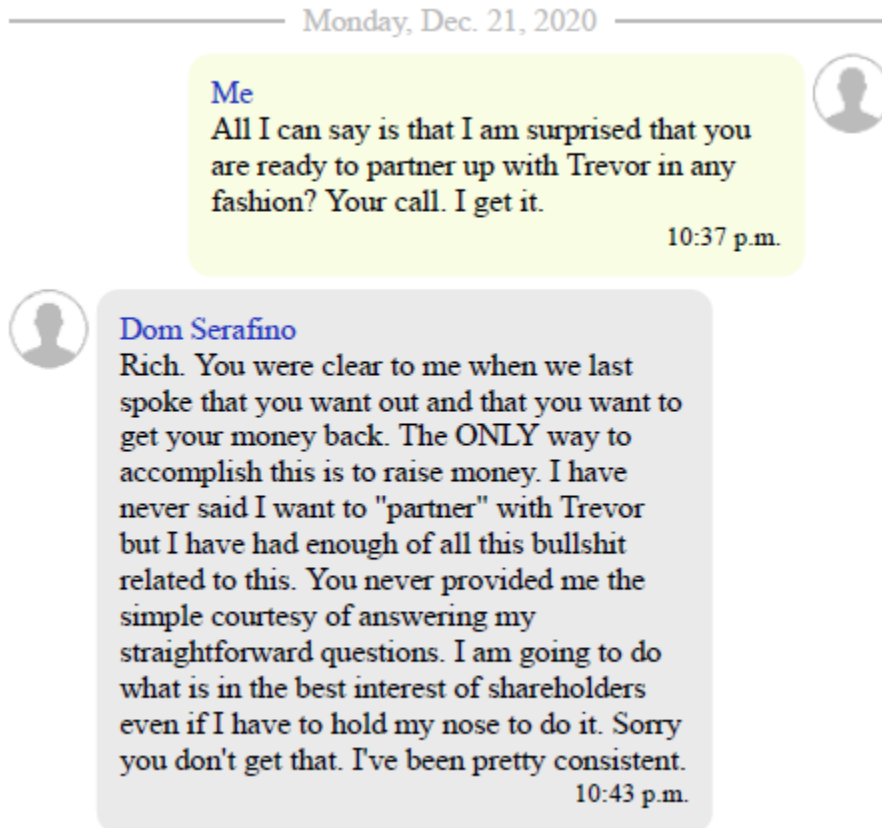 Monday, Dec. 21, 2020
Me
All I can say is that I am surprised that you
are ready to partner up with Trevor in any
fashion? Your call. I get it.
10:37 p.m.
Dom Serafino
Rich. You were clear to me when we last
spoke that you want out and that you want to
get your money back. The ONLY way to
accomplish this is to raise money. I have
never said I want to "partner" with Trevor
but I have had enough of all this bullshit
related to this. You never provided me the
simple courtesy of answering my
straightforward questions. I am going to do
what is in the best interest of shareholders
even if I have to hold my nose to do it. Sorry
you don't get that. I've been pretty consistent.
10:43 p.m.